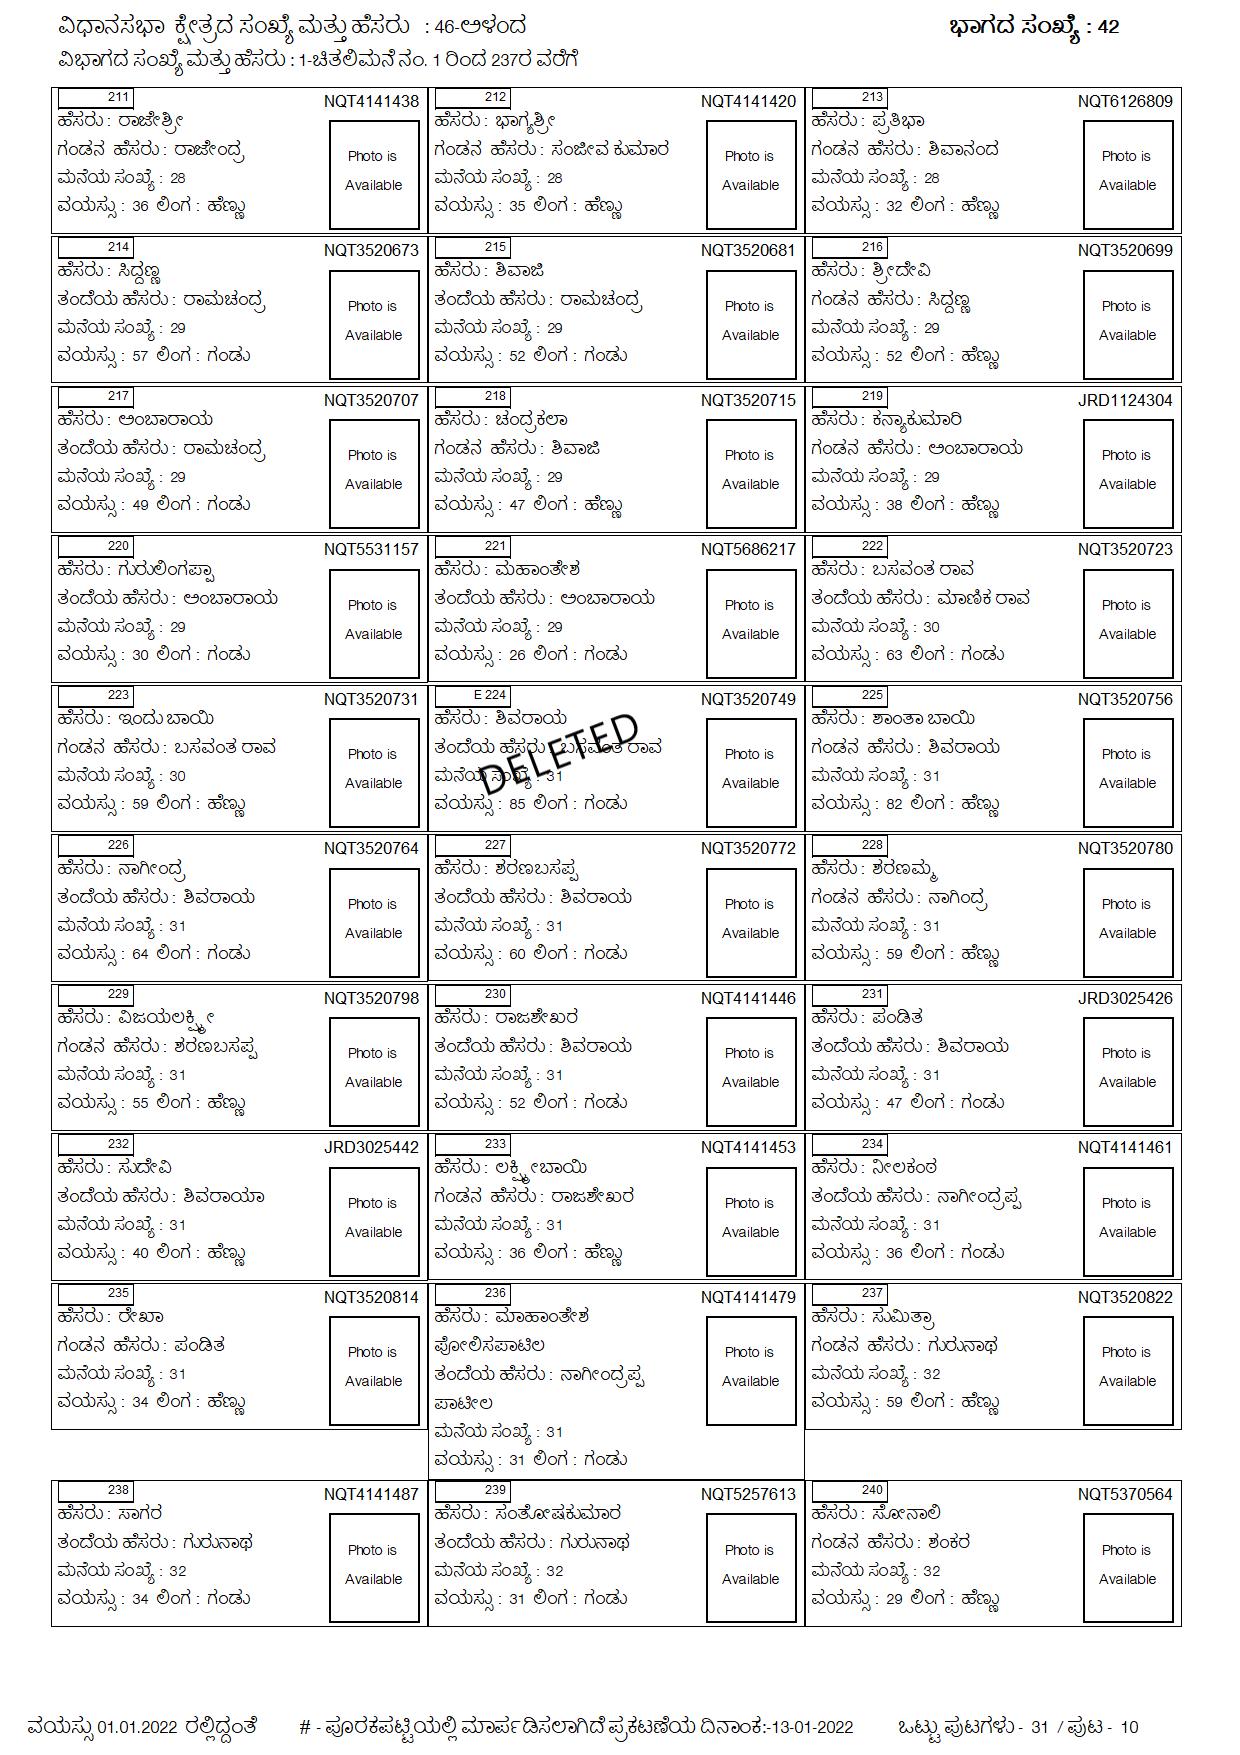 ವಿಧಾನಸಭಾ ಕ್ಷೇತ್ರದ ಸಂಖ್ಯೆ ಮತ್ತು ಹೆಸರು : 46-ಅಳಂದ ಭಾಗದ ಸಂಖ್ಯೆ : 42
ವಿಭಾಗದ ಸಂಖ್ಯೆ ಮತ್ತು ಹೆಸರು : 1-ಚಿತಲಿ ಮನೆ ನಂ. 1 ರಿಂದ 237ರ ವರೆಗೆ
211 NQT4141438
ಹೆಸರು : ರಾಜೇಶ್ರೀ
ಗಂಡನ ಹೆಸರು : ರಾಜೇಂದ್ರ
ಮನೆಯ ಸಂಖ್ಯೆ : 28
ವಯಸ್ಸು : 36 ಲಿಂಗ : ಹೆಣ್ಣು
Photo is
Available
212 NQT4141420
ಹೆಸರು : ಭಾಗ್ಯಶ್ರೀ
ಗಂಡನ ಹೆಸರು : ಸಂಜೀವ ಕುಮಾರ
ಮನೆಯ ಸಂಖ್ಯೆ : 28
ವಯಸ್ಸು : 35 ಲಿಂಗ : ಹೆಣ್ಣು
Photo is
Available
213 NQT6126809
ಹೆಸರು : ಪ್ರತಿಭಾ
ಗಂಡನ ಹೆಸರು : ಶಿವಾನಂದ
ಮನೆಯ ಸಂಖ್ಯೆ : 28
ವಯಸ್ಸು : 32 ಲಿಂಗ : ಹೆಣ್ಣು
Photo is
Available
214 NQT3520673
ಹೆಸರು : ಸಿದ್ದಣ್ಣ
ತಂದೆಯ ಹೆಸರು : ರಾಮಚಂದ್ರ
ಮನೆಯ ಸಂಖ್ಯೆ : 29
ವಯಸ್ಸು : 57 ಲಿಂಗ : ಗಂಡು
Photo is
Available
215 NQT3520681
ಹೆಸರು : ಶಿವಾಜಿ
ತಂದೆಯ ಹೆಸರು : ರಾಮಚಂದ್ರ
ಮನೆಯ ಸಂಖ್ಯೆ : 29
ವಯಸ್ಸು : 52 ಲಿಂಗ : ಗಂಡು
Photo is
Available
216 NQT3520699
ಹೆಸರು : ಶ್ರೀದೇವಿ
ಗಂಡನ ಹೆಸರು : ಸಿದ್ದಣ್ಣ
ಮನೆಯ ಸಂಖ್ಯೆ : 29
ವಯಸ್ಸು : 52 ಲಿಂಗ : ಹೆಣ್ಣು
Photo is
Available
217 NQT3520707
ಹೆಸರು : ಅಂಬಾರಾಯ
ತಂದೆಯ ಹೆಸರು : ರಾಮಚಂದ್ರ
ಮನೆಯ ಸಂಖ್ಯೆ : 29
ವಯಸ್ಸು : 49 ಲಿಂಗ : ಗಂಡು
Photo is
Available
218 NQT3520715
ಹೆಸರು : ಚಂದ್ರಕಲಾ
ಗಂಡನ ಹೆಸರು : ಶಿವಾಜಿ
ಮನೆಯ ಸಂಖ್ಯೆ : 29
ವಯಸ್ಸು : 47 ಲಿಂಗ : ಹೆಣ್ಣು
Photo is
Available
219 JRD1124304
ಹೆಸರು : ಕನ್ಯಾಕುಮಾರಿ
ಗಂಡನ ಹೆಸರು : ಅಂಬಾರಾಯ
ಮನೆಯ ಸಂಖ್ಯೆ : 29
ವಯಸ್ಸು : 38 ಲಿಂಗ : ಹೆಣ್ಣು
Photo is
Available
220 NQT5531157
ಹೆಸರು : ಗುರುಲಿಂಗಪ್ಪಾ
ತಂದೆಯ ಹೆಸರು : ಅಂಬಾರಾಯ
ಮನೆಯ ಸಂಖ್ಯೆ : 29
ವಯಸ್ಸು : 30 ಲಿಂಗ : ಗಂಡು
Photo is
Available
221 NQT5686217
ಹೆಸರು : ಮಹಾಂತೇಶ
ತಂದೆಯ ಹೆಸರು : ಅಂಬಾರಾಯ
ಮನೆಯ ಸಂಖ್ಯೆ : 29
ವಯಸ್ಸು : 26 ಲಿಂಗ : ಗಂಡು
Photo is
Available
222 NQT3520723
ಹೆಸರು : ಬಸವಂತ ರಾವ
ತಂದೆಯ ಹೆಸರು : ಮಾಣಿಕ ರಾವ
ಮನೆಯ ಸಂಖ್ಯೆ : 30
ವಯಸ್ಸು : 63 ಲಿಂಗ : ಗಂಡು
Photo is
Available
223 NQT3520731
ಹೆಸರು : ಇಂದು ಬಾಯಿ
ಗಂಡನ ಹೆಸರು : ಬಸವಂತ ರಾವ
ಮನೆಯ ಸಂಖ್ಯೆ : 30
ವಯಸ್ಸು : 59 ಲಿಂಗ : ಹೆಣ್ಣು
Photo is
Available
E 224 NQT3520749
ಹೆಸರು : ಶಿವರಾಯ
ತಂದೆಯ ಹೆಸರು : ಬಸವಂತ ರಾವ
ಮನೆಯ ಸಂಖ್ಯೆ : 31
ವಯಸ್ಸು : 85 ಲಿಂಗ : ಗಂಡು
DELETED
Photo is
Available
225 NQT3520756
ಹೆಸರು : ಶಾಂತಾ ಬಾಯಿ
ಗಂಡನ ಹೆಸರು : ಶಿವರಾಯ
ಮನೆಯ ಸಂಖ್ಯೆ : 31
ವಯಸ್ಸು : 82 ಲಿಂಗ : ಹೆಣ್ಣು
Photo is
Available
226 NQT3520764
ಹೆಸರು : ನಾಗೀಂದ್ರ
ತಂದೆಯ ಹೆಸರು : ಶಿವರಾಯ
ಮನೆಯ ಸಂಖ್ಯೆ : 31
ವಯಸ್ಸು : 64 ಲಿಂಗ : ಗಂಡು
Photo is
Available
227 NQT3520772
ಹೆಸರು : ಶರಣಬಸಪ್ಪ
ತಂದೆಯ ಹೆಸರು : ಶಿವರಾಯ
ಮನೆಯ ಸಂಖ್ಯೆ : 31
ವಯಸ್ಸು : 60 ಲಿಂಗ : ಗಂಡು
Photo is
Available
228 NQT3520780
ಹೆಸರು : ಶರಣಮ್ಮ
ಗಂಡನ ಹೆಸರು : ನಾಗಿಂದ್ರ
ಮನೆಯ ಸಂಖ್ಯೆ : 31
ವಯಸ್ಸು : 59 ಲಿಂಗ : ಹೆಣ್ಣು
Photo is
Available
229 NQT3520798
ಹೆಸರು : ವಿಜಯಲಕ್ಷ್ಮೀ
ಗಂಡನ ಹೆಸರು : ಶರಣಬಸಪ್ಪ
ಮನೆಯ ಸಂಖ್ಯೆ : 31
ವಯಸ್ಸು : 55 ಲಿಂಗ : ಹೆಣ್ಣು
Photo is
Available
230 NQT4141446
ಹೆಸರು : ರಾಜಶೇಖರ
ತಂದೆಯ ಹೆಸರು : ಶಿವರಾಯ
ಮನೆಯ ಸಂಖ್ಯೆ : 31
ವಯಸ್ಸು : 52 ಲಿಂಗ : ಗಂಡು
Photo is
Available
231 JRD3025426
ಹೆಸರು : ಪಂಡಿತ
ತಂದೆಯ ಹೆಸರು : ಶಿವರಾಯ
ಮನೆಯ ಸಂಖ್ಯೆ : 31
ವಯಸ್ಸು : 47 ಲಿಂಗ : ಗಂಡು
Photo is
Available
232 JRD3025442
ಹೆಸರು : ಸುದೇವಿ
ತಂದೆಯ ಹೆಸರು : ಶಿವರಾಯಾ
ಮನೆಯ ಸಂಖ್ಯೆ : 31
ವಯಸ್ಸು : 40 ಲಿಂಗ : ಹೆಣ್ಣು
Photo is
Available
233 NQT4141453
ಹೆಸರು : ಲಕ್ಷ್ಮೀಬಾಯಿ
ಗಂಡನ ಹೆಸರು : ರಾಜಶೇಖರ
ಮನೆಯ ಸಂಖ್ಯೆ : 31
ವಯಸ್ಸು : 36 ಲಿಂಗ : ಹೆಣ್ಣು
Photo is
Available
234 NQT4141461
ಹೆಸರು : ನೀಲಕಂಠ
ತಂದೆಯ ಹೆಸರು : ನಾಗೀಂದ್ರಪ್ಪ
ಮನೆಯ ಸಂಖ್ಯೆ : 31
ವಯಸ್ಸು : 36 ಲಿಂಗ : ಗಂಡು
Photo is
Available
235 NQT3520814
ಹೆಸರು : ರೇಖಾ
ಗಂಡನ ಹೆಸರು : ಪಂಡಿತ
ಮನೆಯ ಸಂಖ್ಯೆ : 31
ವಯಸ್ಸು : 34 ಲಿಂಗ : ಹೆಣ್ಣು
Photo is
Available
236 NQT4141479
ಹೆಸರು : ಮಾಹಾಂತೇಶ
ಪೋಲಿಸಪಾಟಿಲ
ತಂದೆಯ ಹೆಸರು : ನಾಗೀಂದ್ರಪ್ಪ
ಪಾಟೀಲ
ಮನೆಯ ಸಂಖ್ಯೆ : 31
ವಯಸ್ಸು : 31 ಲಿಂಗ : ಗಂಡು
Photo is
Available
237 NQT3520822
ಹೆಸರು : ಸುಮಿತ್ರಾ
ಗಂಡನ ಹೆಸರು : ಗುರುನಾಥ
ಮನೆಯ ಸಂಖ್ಯೆ : 32
ವಯಸ್ಸು : 59 ಲಿಂಗ : ಹೆಣ್ಣು
Photo is
Available
238 NQT4141487
ಹೆಸರು : ಸಾಗರ
ತಂದೆಯ ಹೆಸರು : ಗುರುನಾಥ
ಮನೆಯ ಸಂಖ್ಯೆ : 32
ವಯಸ್ಸು : 34 ಲಿಂಗ : ಗಂಡು
Photo is
Available
239 NQT5257613
ಹೆಸರು : ಸಂತೋಷಕುಮಾರ
ತಂದೆಯ ಹೆಸರು : ಗುರುನಾಥ
ಮನೆಯ ಸಂಖ್ಯೆ : 32
ವಯಸ್ಸು : 31 ಲಿಂಗ : ಗಂಡು
Photo is
Available
240 NQT5370564
ಹೆಸರು : ಸೋನಾಲಿ
ಗಂಡನ ಹೆಸರು : ಶಂಕರ
ಮನೆಯ ಸಂಖ್ಯೆ : 32
ವಯಸ್ಸು : 29 ಲಿಂಗ : ಹೆಣ್ಣು
Photo is
Available
ವಯಸ್ಸು 01.01.2022 ರಲ್ಲಿದ್ದಂತೆ # - ಪೂರಕಪಟ್ಟಿಯಲ್ಲಿ ಮಾರ್ಪಡಿಸಲಾಗಿದೆ ಪ್ರಕಟಣೆಯ ದಿನಾಂಕ:-13-01-2022 ಒಟ್ಟು ಪುಟಗಳು - 31 / ಪುಟ - 10